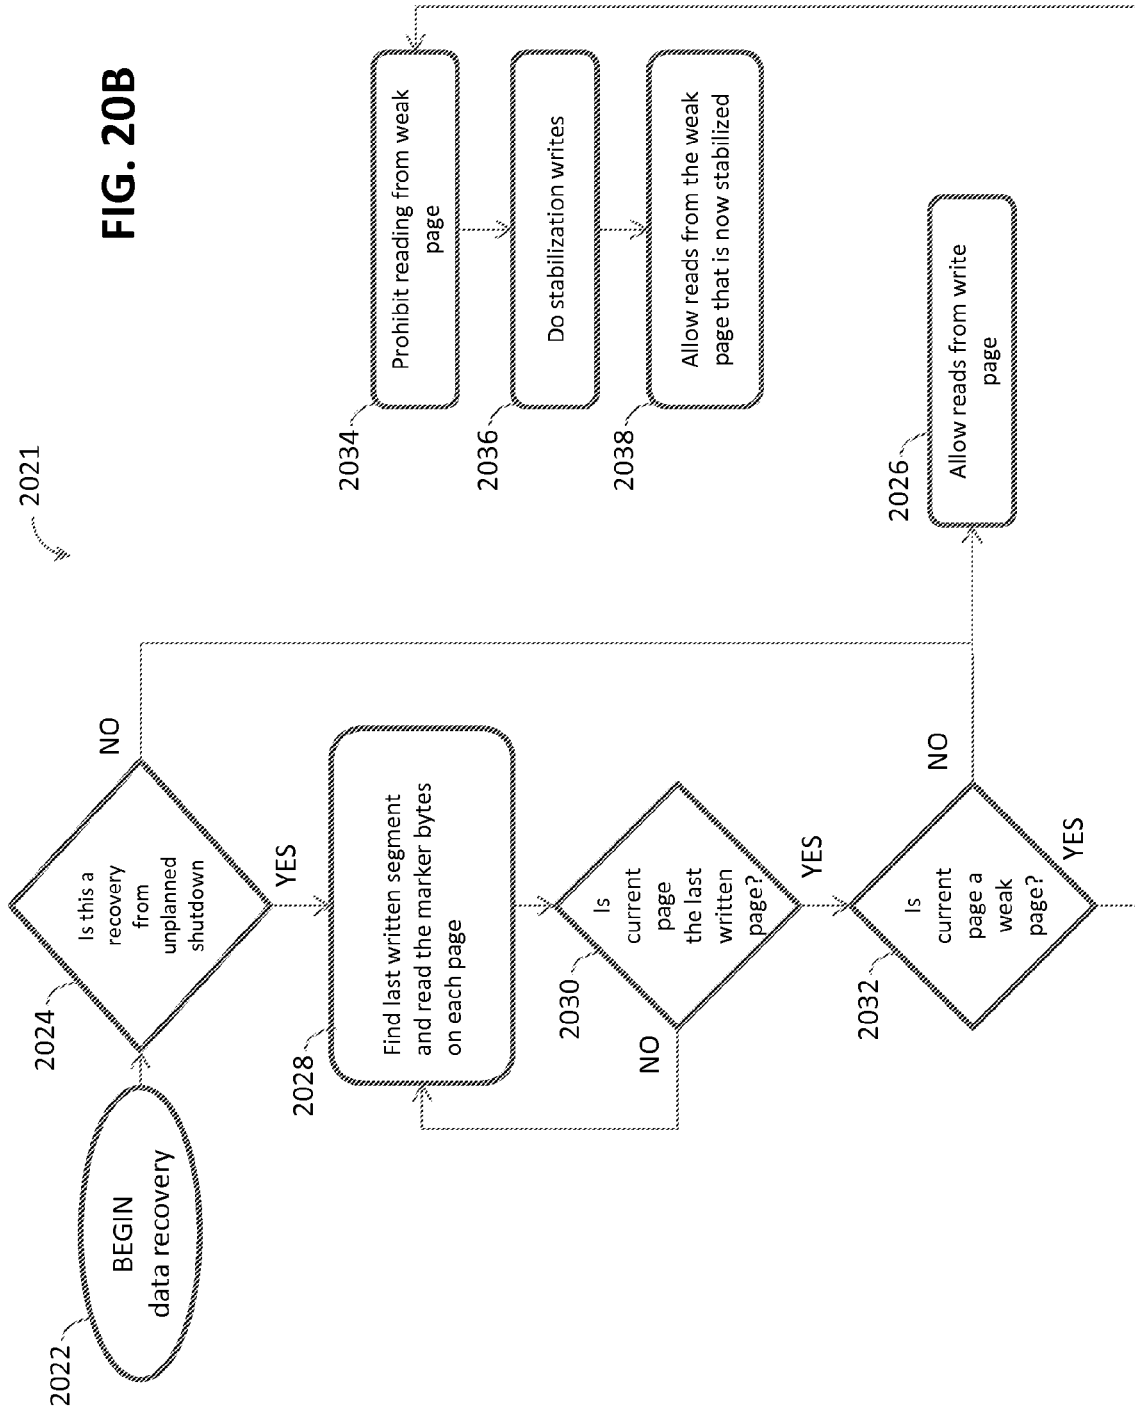 FIG. 20B
2021
2022
BEGIN
data recovery
2024
Is this a
recovery
from
unplanned
shutdown
NO
YES
2028
Find last written segment
and read the marker bytes
on each page
2030
Is
current
page
the last
written
page?
NO
YES
2032
Is
current
page a
weak
page?
NO
YES
2026
Allow reads from write
page
2034
Prohibit reading from weak
page
2036
Do stabilization writes
2038
Allow reads from the weak
page that is now stabilized